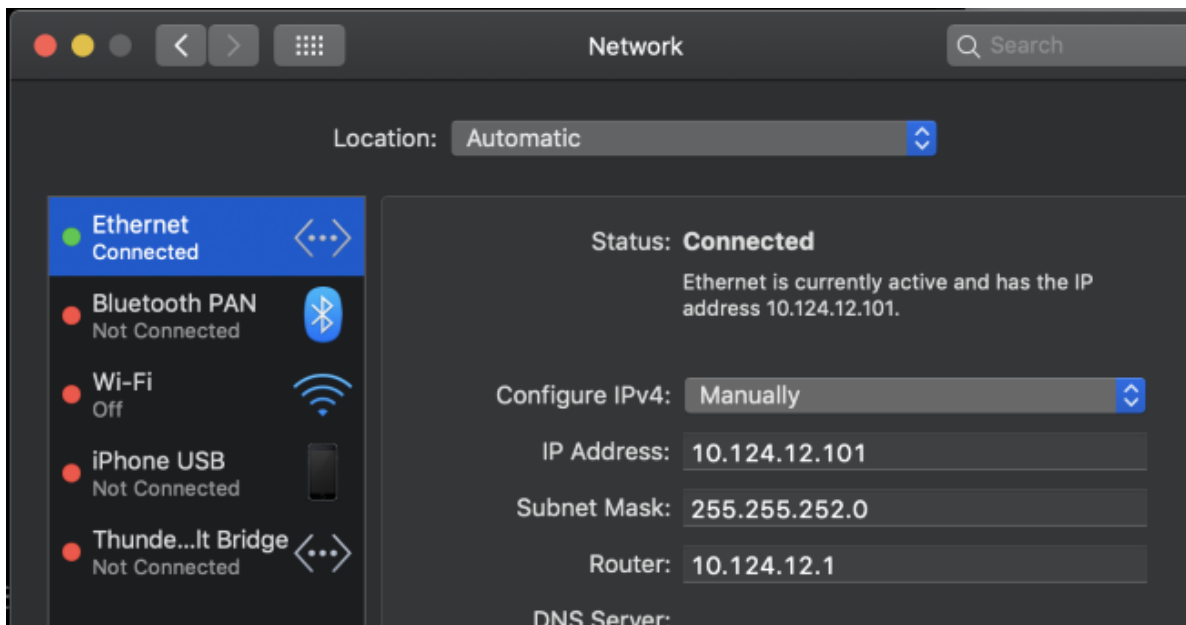 Network
Search
Location: Automatic
Ethernet
Connected
Bluetooth PAN
Not Connected
Wi-Fi
Off
iPhone USB
Not Connected
Thunde...lt Bridge
Not Connected
Status: Connected
Ethernet is currently active and has the IP
address 10.124.12.101.
Configure IPv4: Manually
IP Address: 10.124.12.101
Subnet Mask: 255.255.252.0
Router: 10.124.12.1
DNS Server: